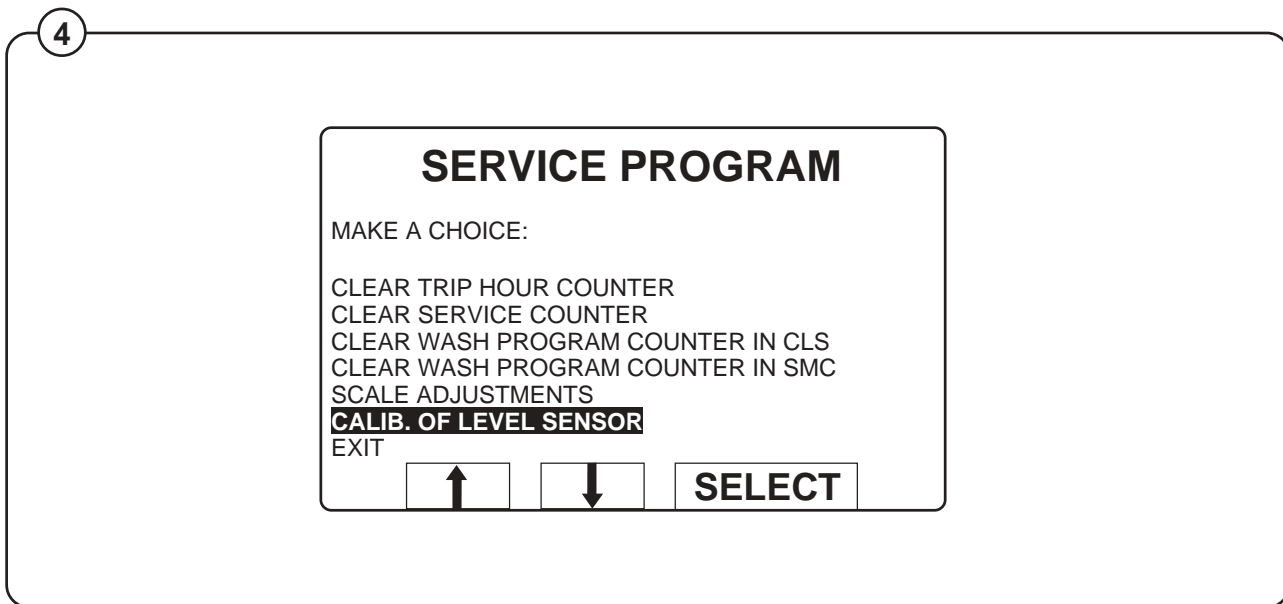 4
SERVICE PROGRAM
MAKE A CHOICE:
CLEAR TRIP HOUR COUNTER
CLEAR SERVICE COUNTER
CLEAR WASH PROGRAM COUNTER IN CLS
CLEAR WASH PROGRAM COUNTER IN SMC
SCALE ADJUSTMENTS
CALIB. OF LEVEL SENSOR
EXIT
SELECT